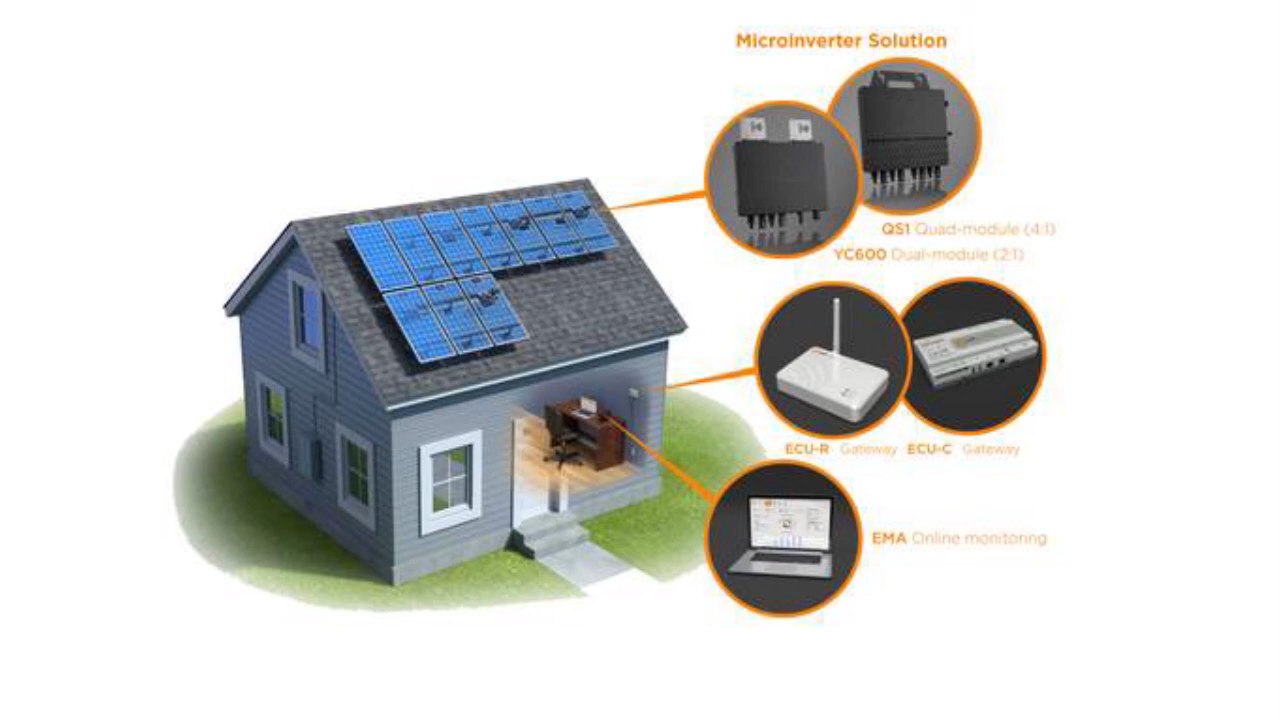 Microinverter Solution
QS1 Quad-module (4:1)
YC600 Dual-module (2:1)
ECU-R Gateway ECU-C Gateway
EMA Online monitoring